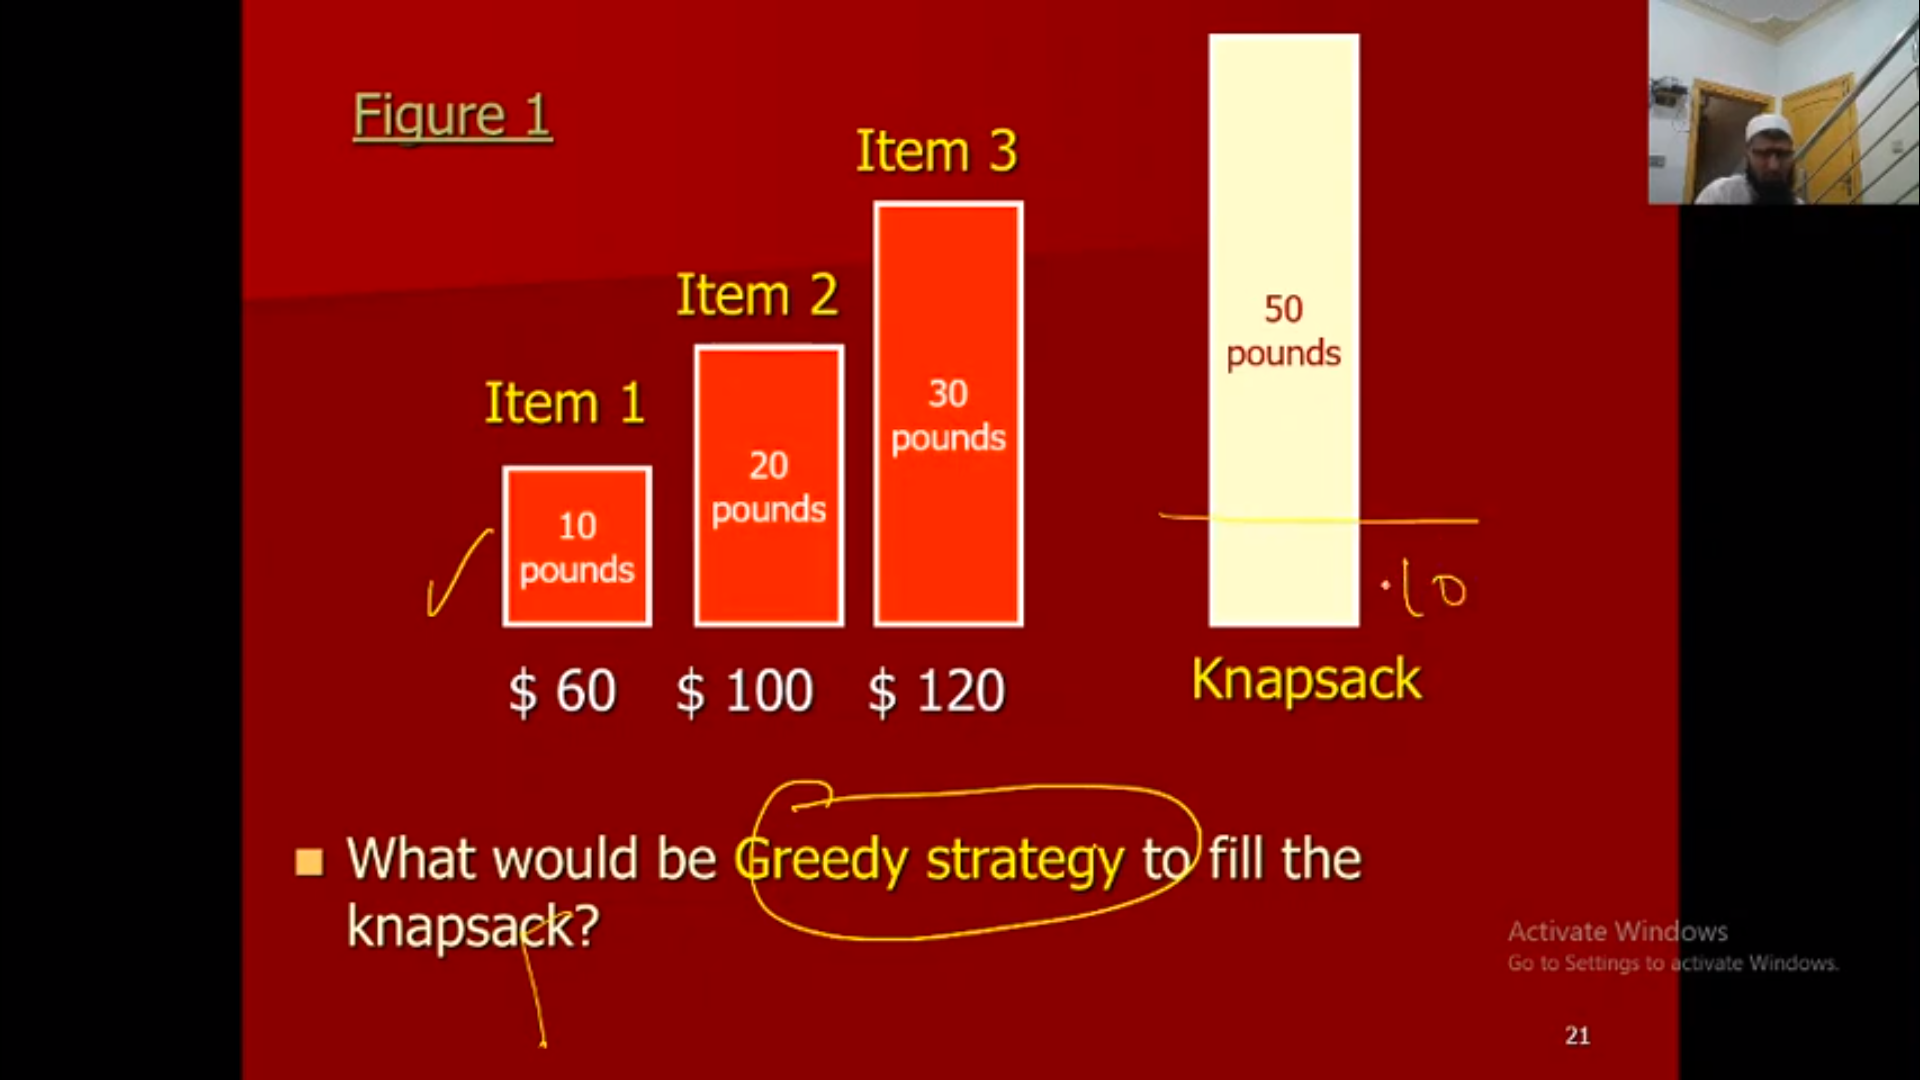 Figure 1
Item 3
Item 2
Item 1
10
pounds
20
pounds
30
pounds
50
pounds
10
$ 60
$ 100
$ 120
Knapsack
What would be Greedy strategy to fill the
knapsack?
Activate Windows
Go to Settings to activate Windows.
21